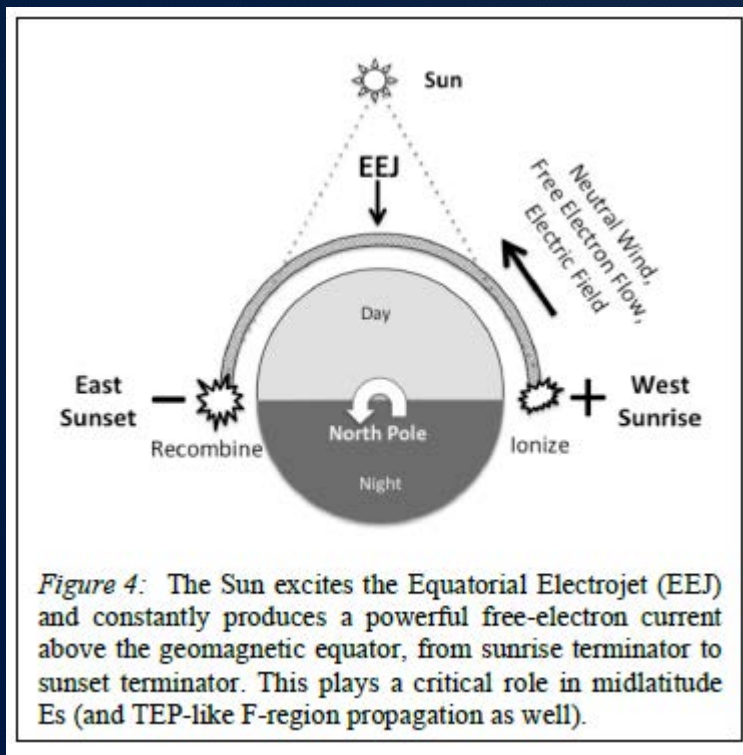 Sun
EEJ
Neutral Wind,
Free Electron Flow,
Electric Field
Day
East
Sunset
−
+
West
Sunrise
Recombine
North Pole
Ionize
Night
Figure 4: The Sun excites the Equatorial Electrojet (EEJ)
and constantly produces a powerful free-electron current
above the geomagnetic equator, from sunrise terminator to
sunset terminator. This plays a critical role in midlatitude
Es (and TEP-like F-region propagation as well).